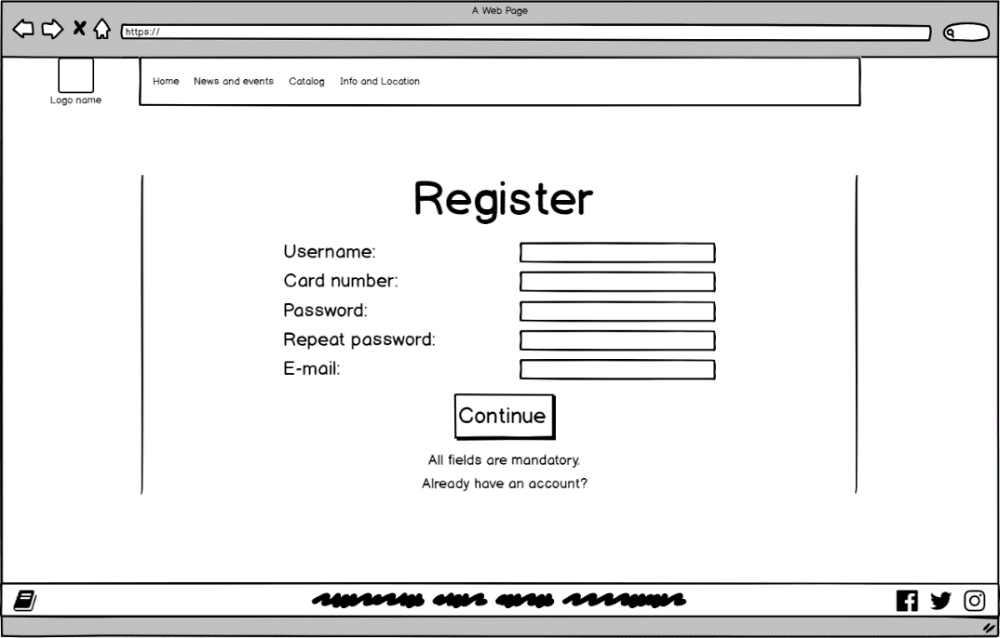 A Web Page
https://
Logo name
Home News and events Catalog Info and Location
Register
Username:
Card number:
Password:
Repeat password:
E-mail:
Continue
All fields are mandatory.
Already have an account?